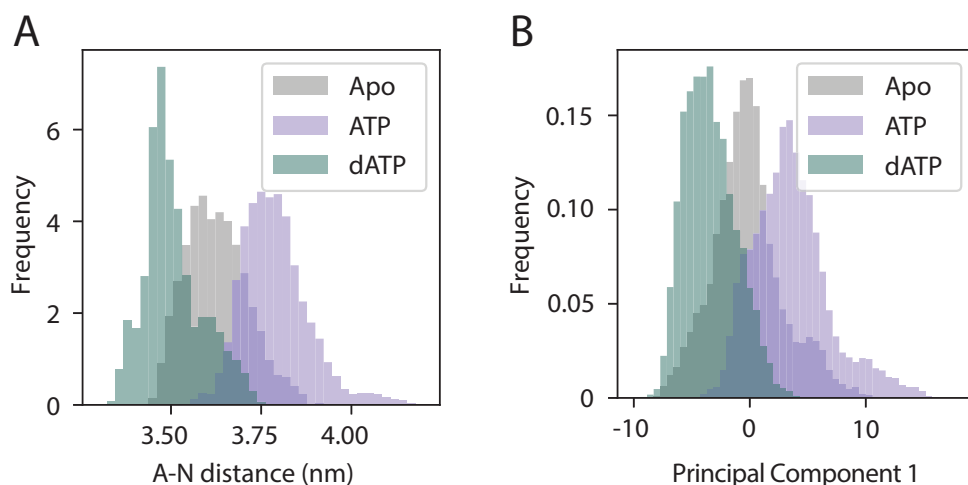 A
Frequency
6
4
2
0
3.50 3.75 4.00
A-N distance (nm)
Apo
ATP
dATP
B
Frequency
0.15
0.10
0.05
0
-10 0 10
Principal Component 1
Apo
ATP
dATP